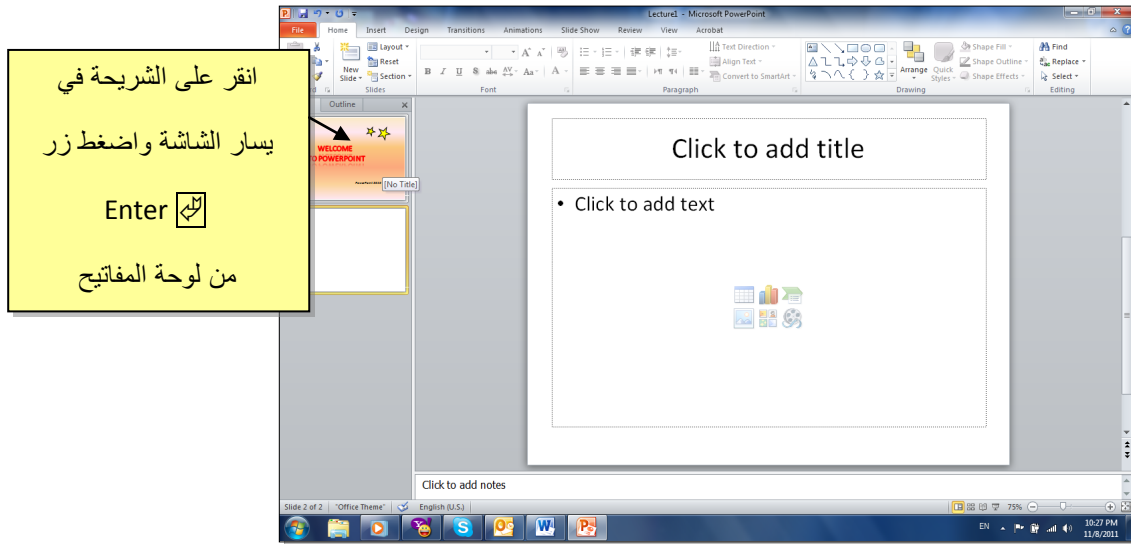 انقر على الشريحة في
يسار الشاشة واضغط زر
Enter
من لوحة المفاتيح
Lecture1 - Microsoft PowerPoint
File Home Insert Design Transitions Animations Slide Show Review View Acrobat
New Slide
Layout
Reset
Section
Slides
B I U S abc AV Aa A
Font
Text Direction
Align Text
Convert to SmartArt
Paragraph
Arrange
Quick Styles
Shape Fill
Shape Outline
Shape Effects
Drawing
Find
Replace
Select
Editing
Outline
WELCOME
O POWERPOINT
[No Title]
Click to add title
• Click to add text
Click to add notes
Slide 2 of 2 "Office Theme" English (U.S.) 75%
EN 10:27 PM
11/8/2011